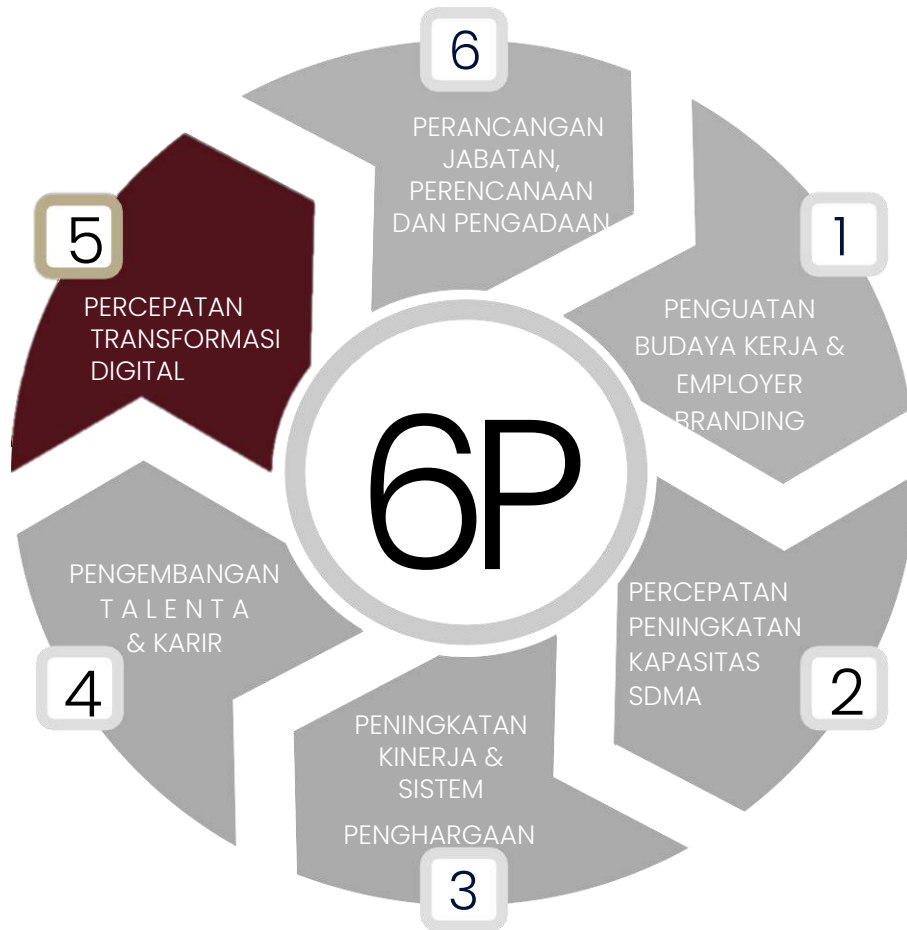 6
PERANCANGAN
JABATAN,
PERENCANAAN
DAN PENGADAAN
1
PENGUATAN
BUDAYA KERJA &
EMPLOYER
BRANDING
2
PERCEPATAN
PENINGKATAN
KAPASITAS
SDMA
3
PENINGKATAN
KINERJA &
SISTEM
PENGHARGAAN
4
PENGEMBANGAN
T A L E N T A
& KARIR
5
PERCEPATAN
TRANSFORMASI
DIGITAL
6P